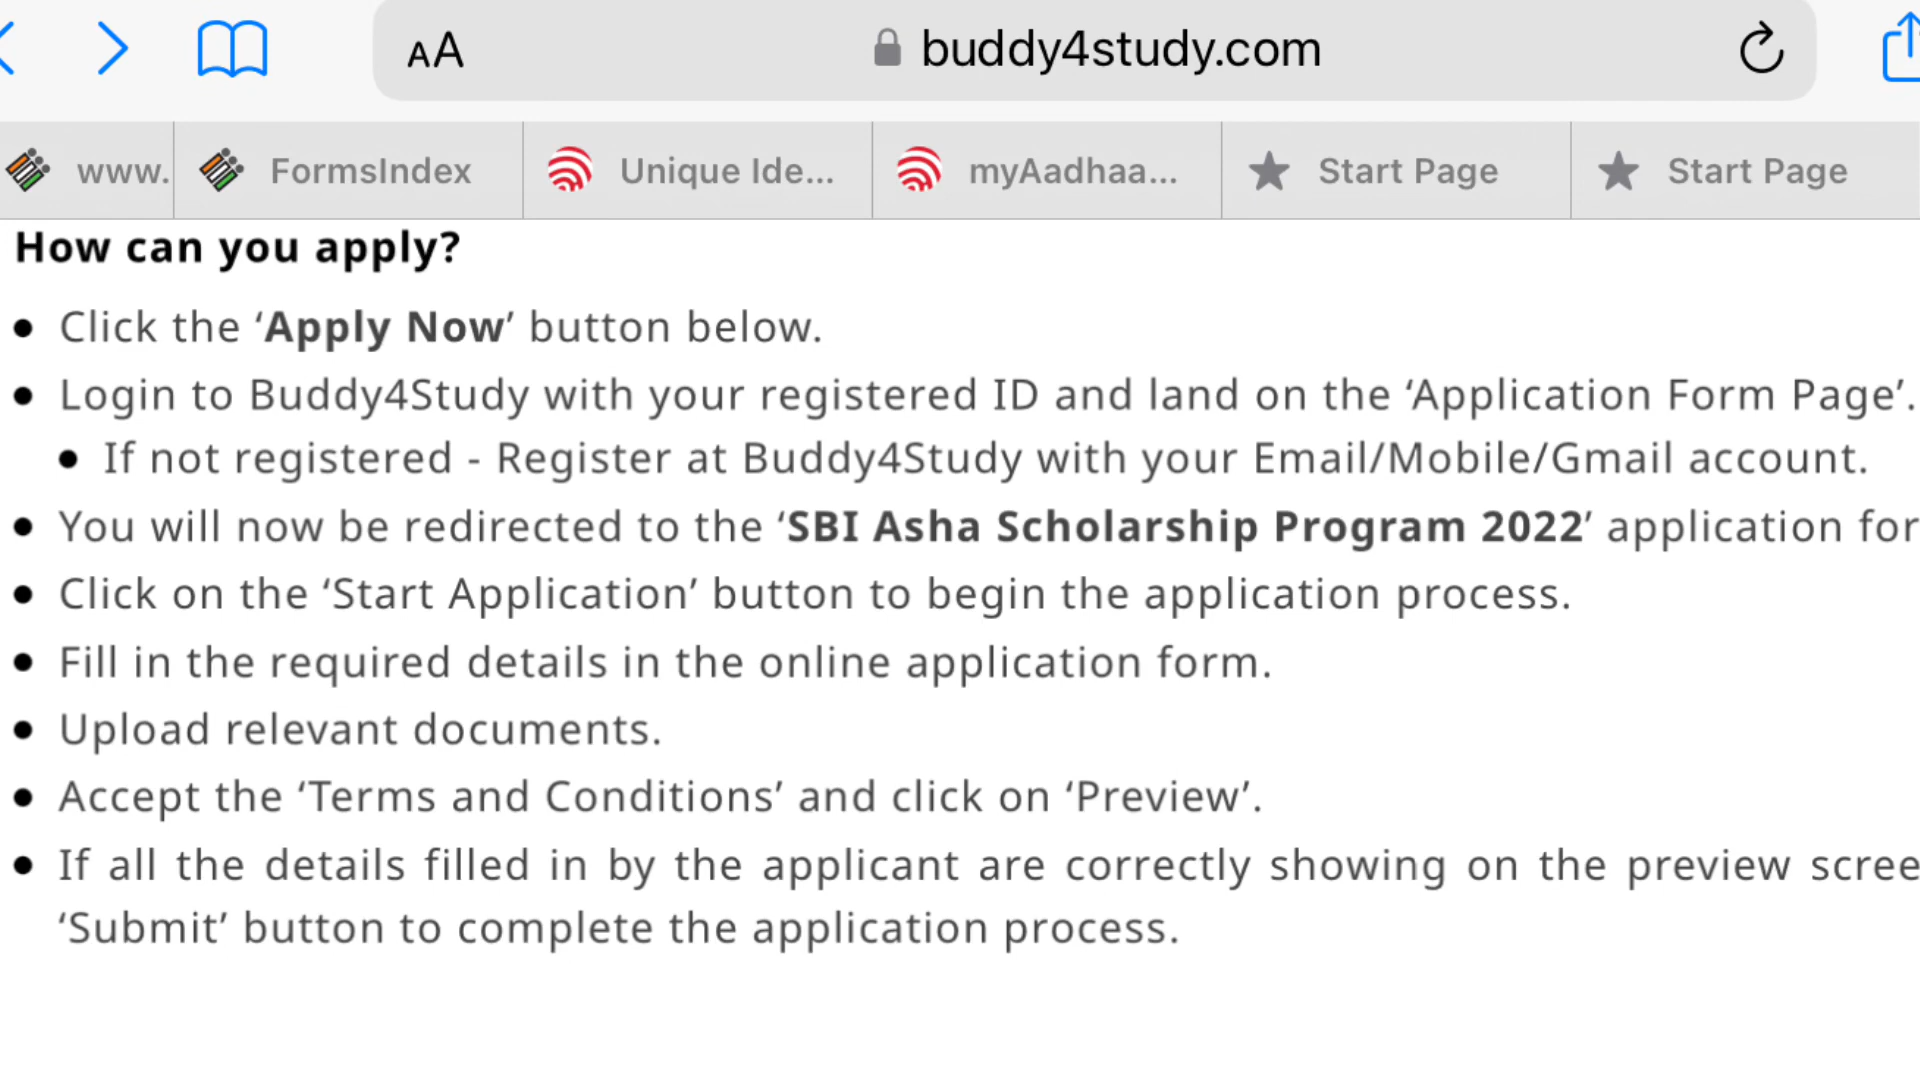 AA buddy4study.com
www. FormsIndex Unique Ide... myAadhaa... Start Page Start Page
How can you apply?
• Click the ‘Apply Now’ button below.
• Login to Buddy4Study with your registered ID and land on the ‘Application Form Page’.
• If not registered - Register at Buddy4Study with your Email/Mobile/Gmail account.
• You will now be redirected to the ‘SBI Asha Scholarship Program 2022’ application for
• Click on the ‘Start Application’ button to begin the application process.
• Fill in the required details in the online application form.
• Upload relevant documents.
• Accept the ‘Terms and Conditions’ and click on ‘Preview’.
• If all the details filled in by the applicant are correctly showing on the preview scree
‘Submit’ button to complete the application process.